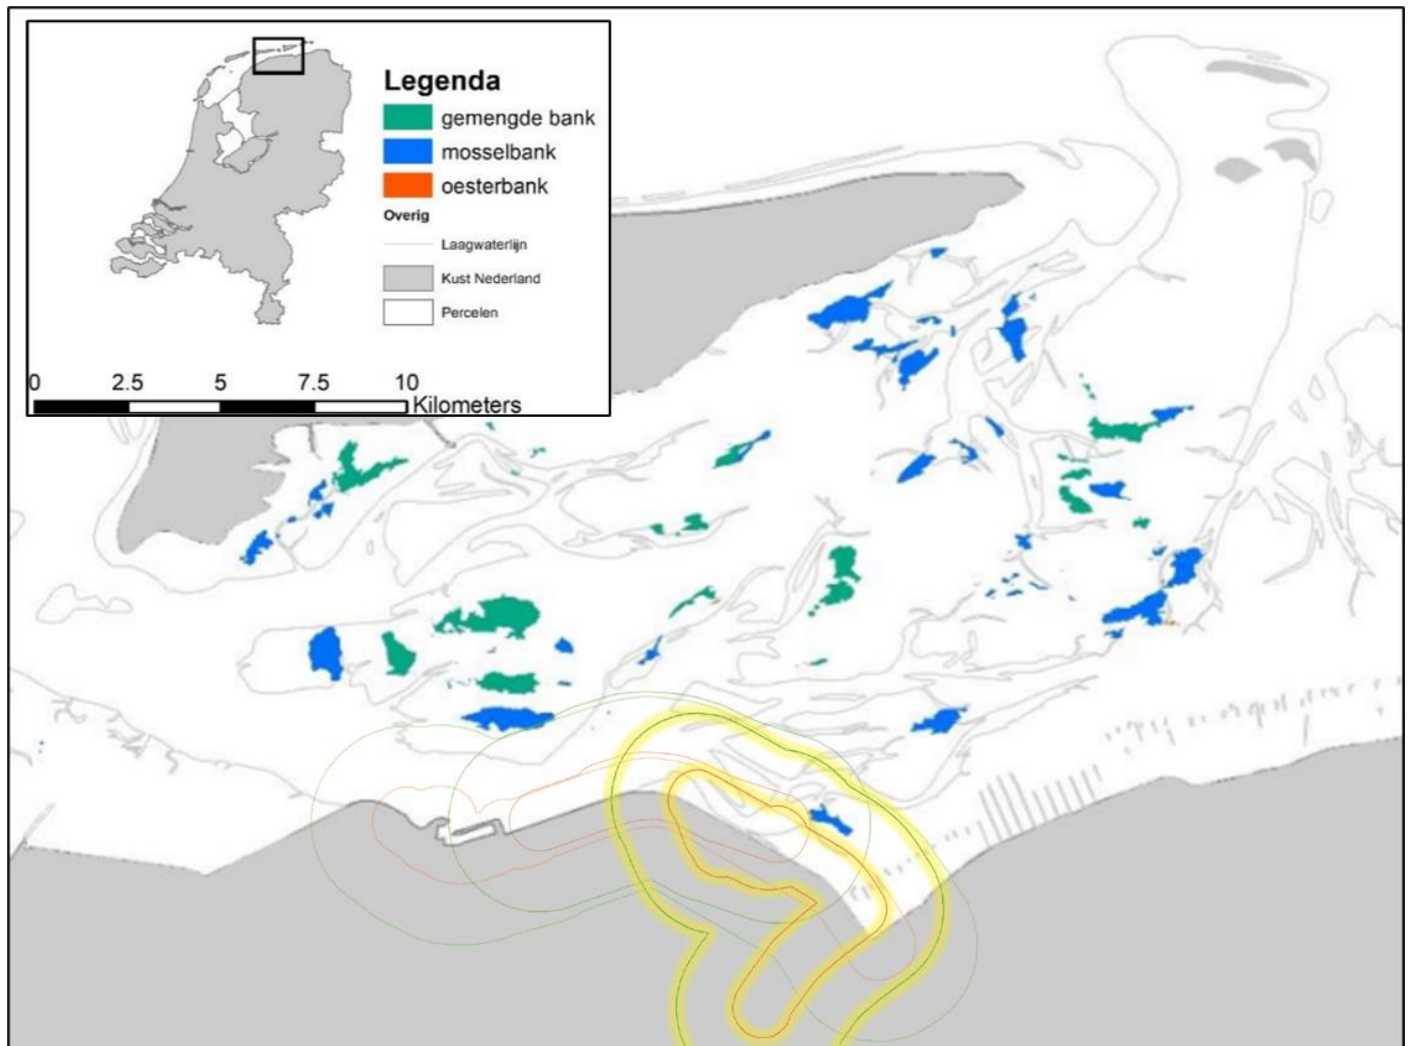 Legenda
gemengde bank
mosselbank
oesterbank
Overig
Laagwaterlijn
Kust Nederland
Percelen
0 2.5 5 7.5 10
Kilometers